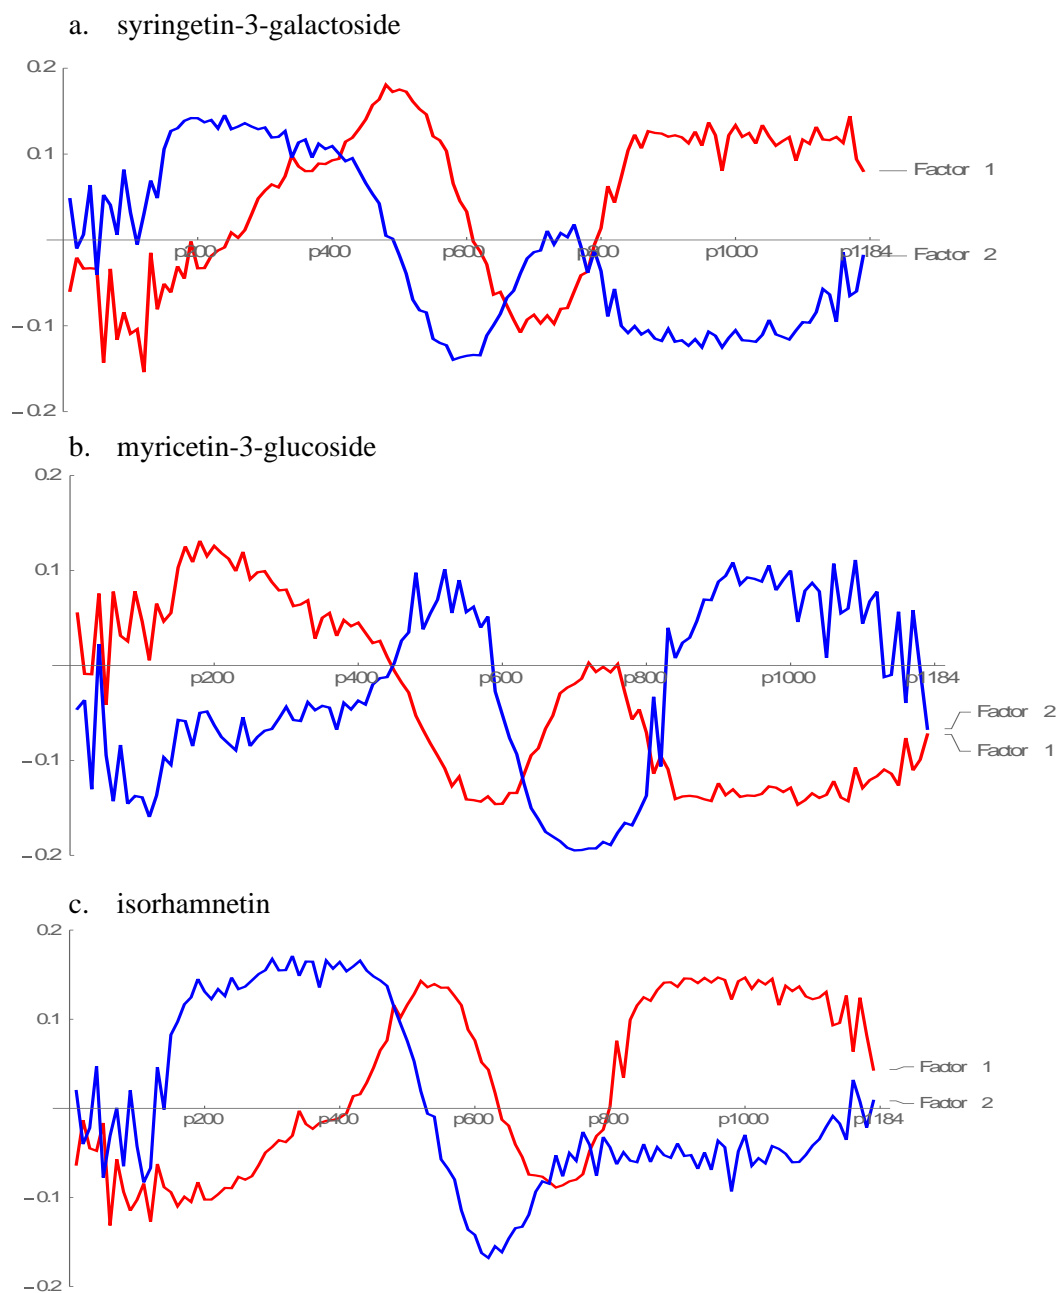 a. syringetin-3-galactoside
0.2
0.1
p200 p400 p600 p800 p1000 p1184
Factor 1
Factor 2
-0.1
-0.2
b. myricetin-3-glucoside
0.2
0.1
p200 p400 p600 p800 p1000 p1184
Factor 2
Factor 1
-0.1
-0.2
c. isorhamnetin
0.2
0.1
Factor 1
Factor 2
p200 p400 p600 p800 p1000 p1184
-0.1
-0.2